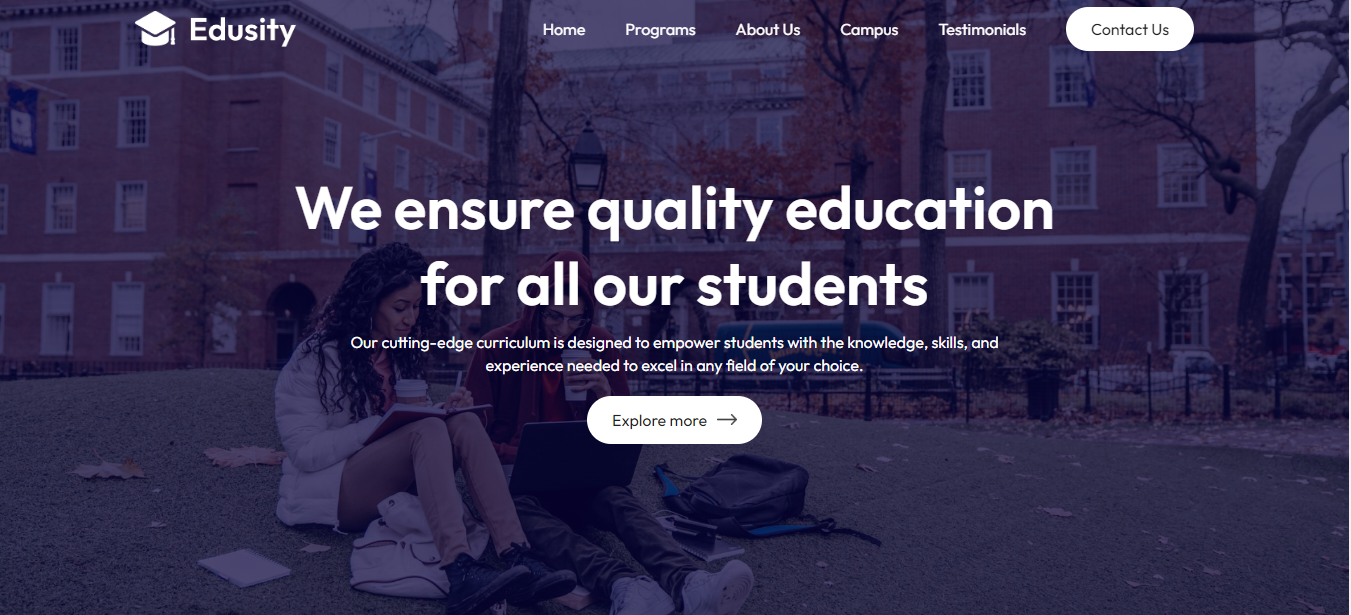 Edusity
Home Programs About Us Campus Testimonials Contact Us
We ensure quality education
for all our students
Our cutting-edge curriculum is designed to empower students with the knowledge, skills, and
experience needed to excel in any field of your choice.
Explore more